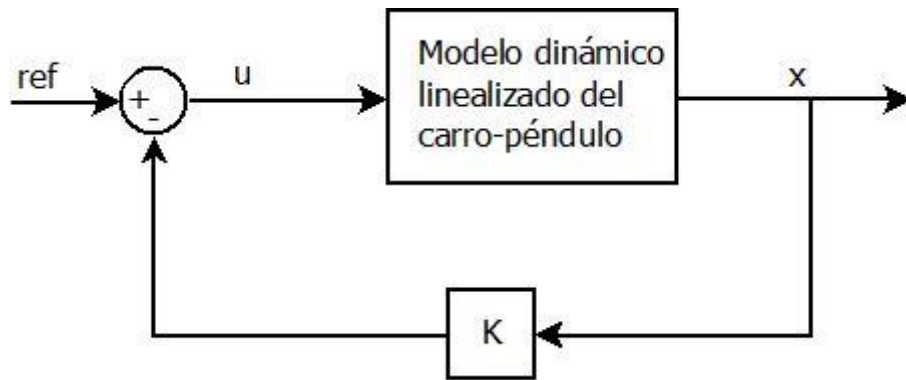 ref
+
-
u
Modelo dinámico
linealizado del
carro-péndulo
x
K